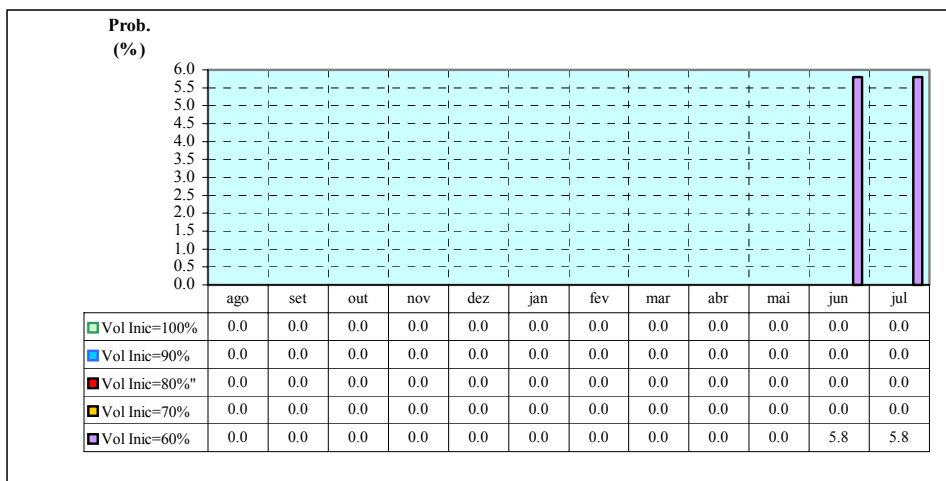 Prob.
(%)
6.0
5.5
5.0
4.5
4.0
3.5
3.0
2.5
2.0
1.5
1.0
0.5
0.0
ago set out nov dez jan fev mar abr mai jun jul
Vol Inic=100% 0.0 0.0 0.0 0.0 0.0 0.0 0.0 0.0 0.0 0.0 0.0 0.0
Vol Inic=90% 0.0 0.0 0.0 0.0 0.0 0.0 0.0 0.0 0.0 0.0 0.0 0.0
Vol Inic=80%" 0.0 0.0 0.0 0.0 0.0 0.0 0.0 0.0 0.0 0.0 0.0 0.0
Vol Inic=70% 0.0 0.0 0.0 0.0 0.0 0.0 0.0 0.0 0.0 0.0 0.0 0.0
Vol Inic=60% 0.0 0.0 0.0 0.0 0.0 0.0 0.0 0.0 0.0 0.0 5.8 5.8